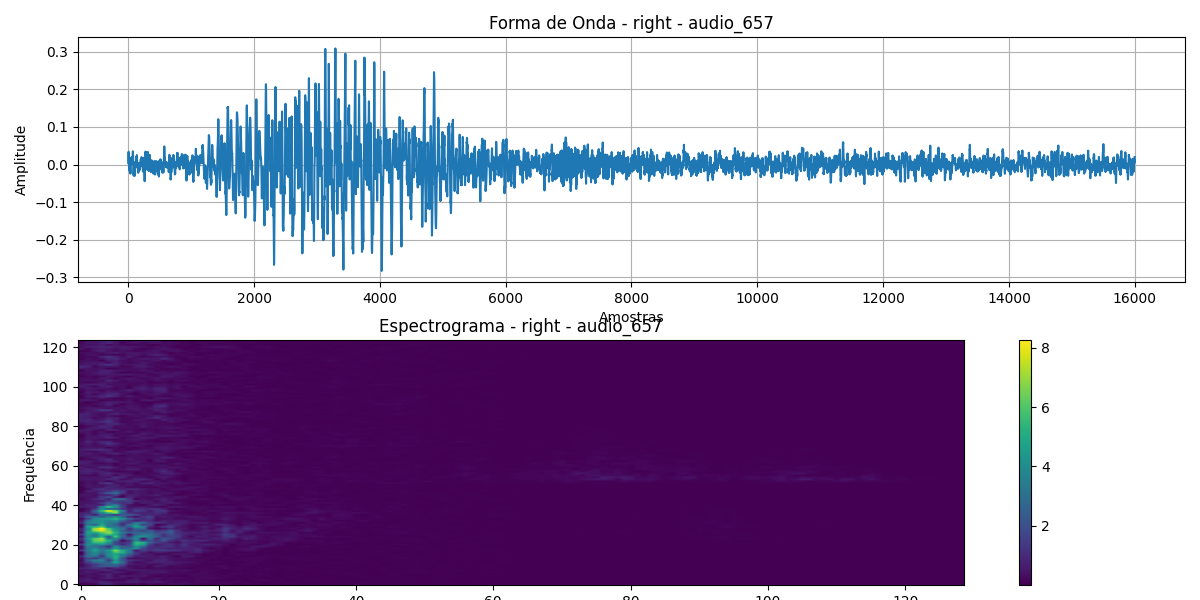 Forma de Onda - right - audio_657
Amplitude
0.3
0.2
0.1
0.0
−0.1
−0.2
−0.3
0 2000 4000 6000 8000 10000 12000 14000 16000
Amostras
Espectrograma - right - audio_657
Frequência
120
100
80
60
40
20
0
0 20 40 60 80 100 120
8
6
4
2